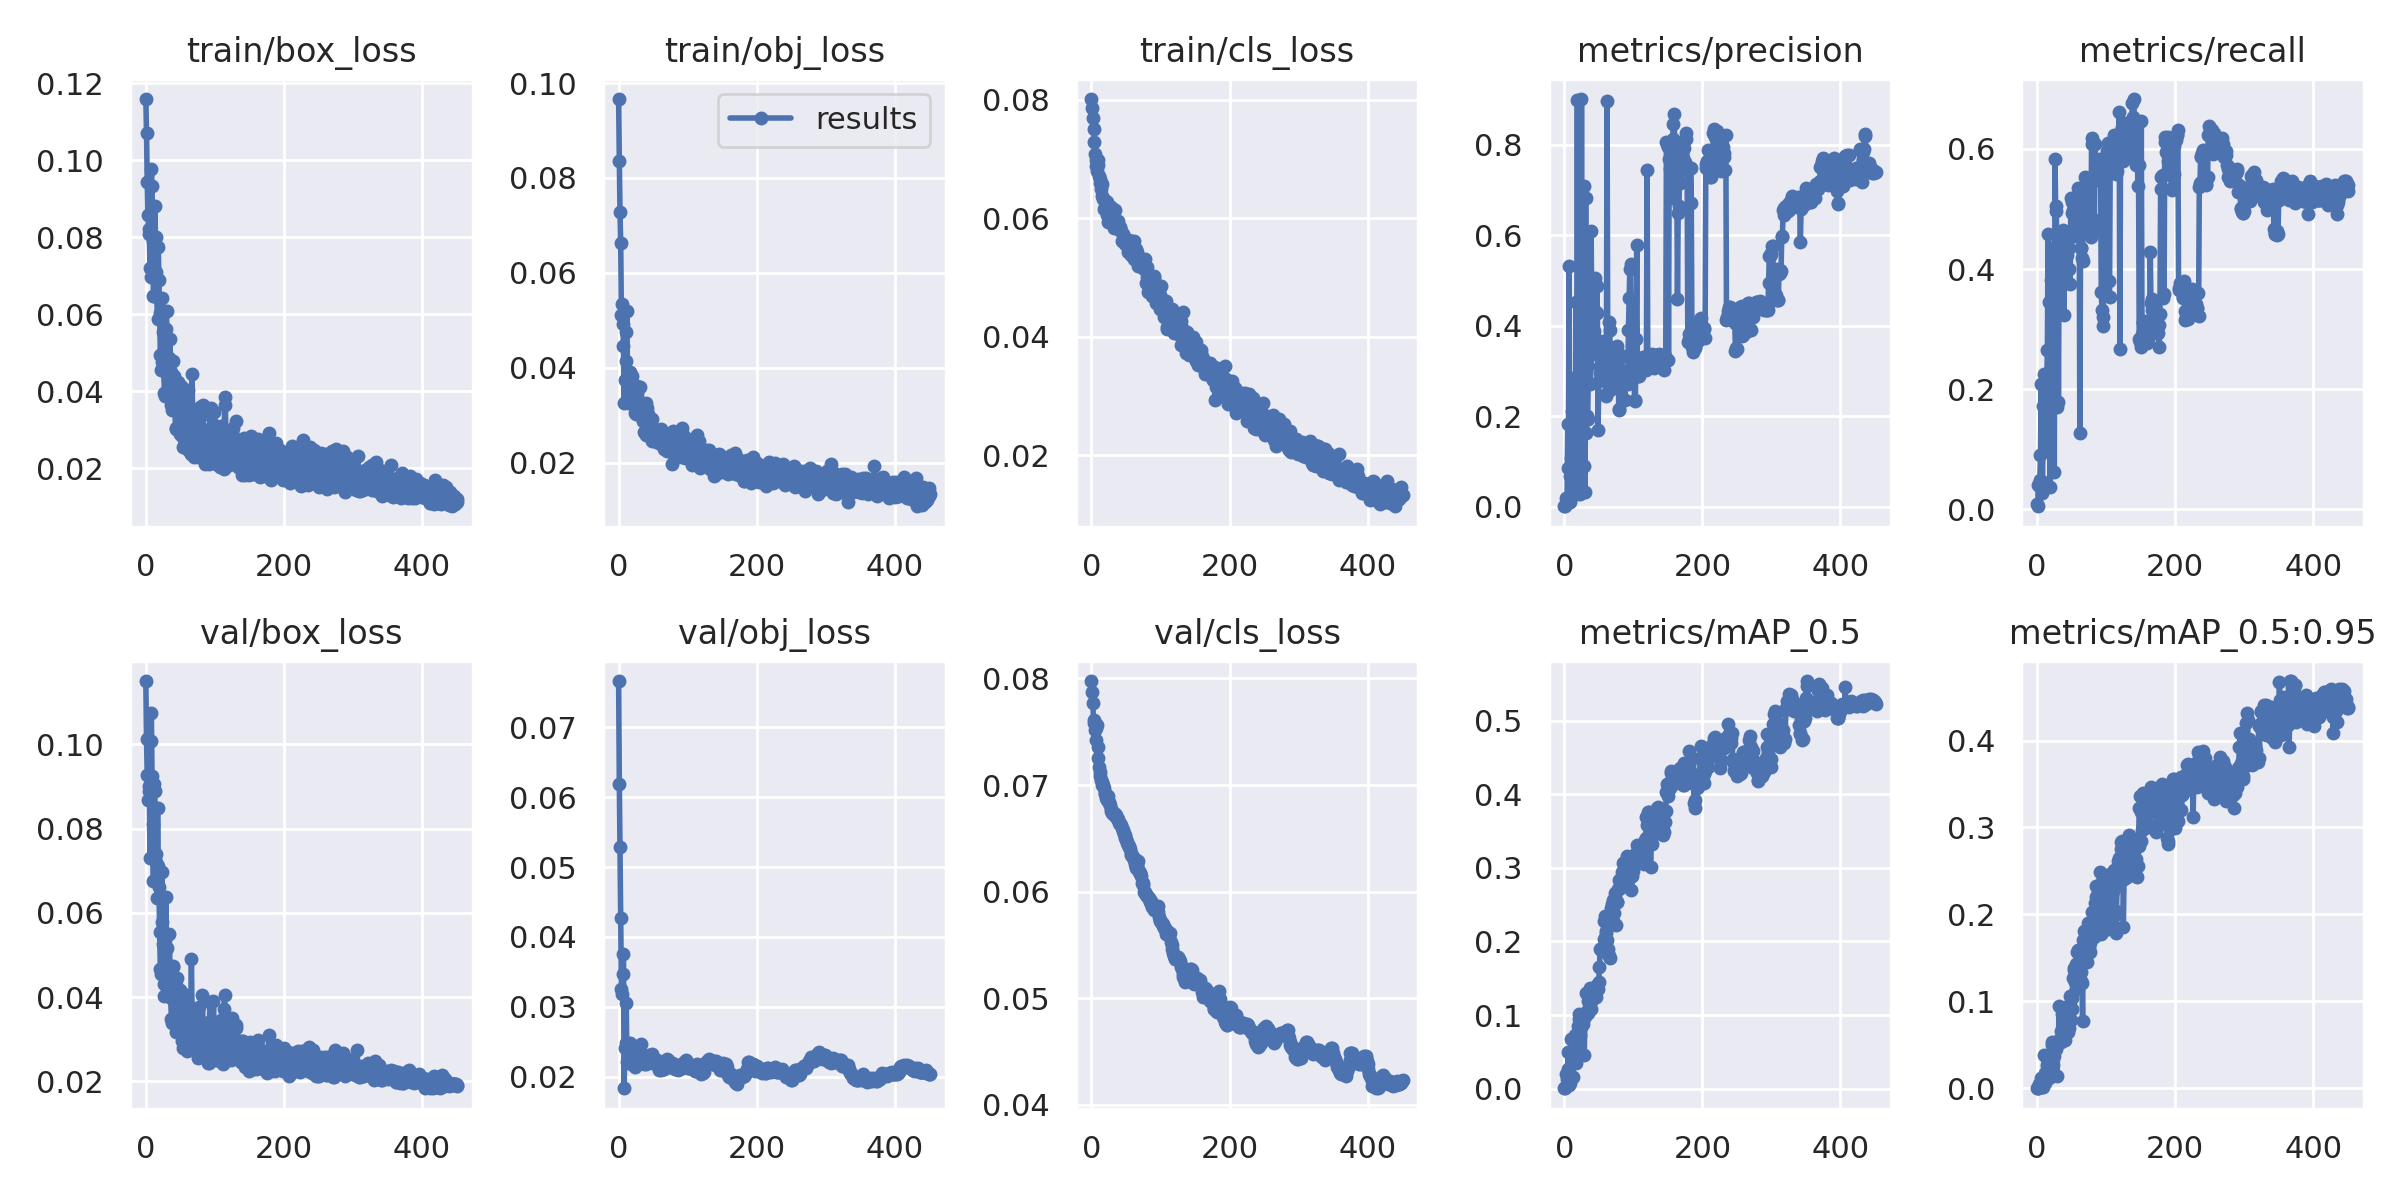 train/box_loss
train/obj_loss
train/cls_loss
metrics/precision
metrics/recall
0.12
0.10
0.08
0.06
0.04
0.02
0 200 400
results
0.10
0.08
0.06
0.04
0.02
0 200 400
0.08
0.06
0.04
0.02
0 200 400
0.8
0.6
0.4
0.2
0.0
0 200 400
0.6
0.4
0.2
0.0
0 200 400
val/box_loss
val/obj_loss
val/cls_loss
metrics/mAP_0.5
metrics/mAP_0.5:0.95
0.10
0.08
0.06
0.04
0.02
0 200 400
0.07
0.06
0.05
0.04
0.03
0.02
0 200 400
0.08
0.07
0.06
0.05
0.04
0 200 400
0.5
0.4
0.3
0.2
0.1
0.0
0 200 400
0.4
0.3
0.2
0.1
0.0
0 200 400